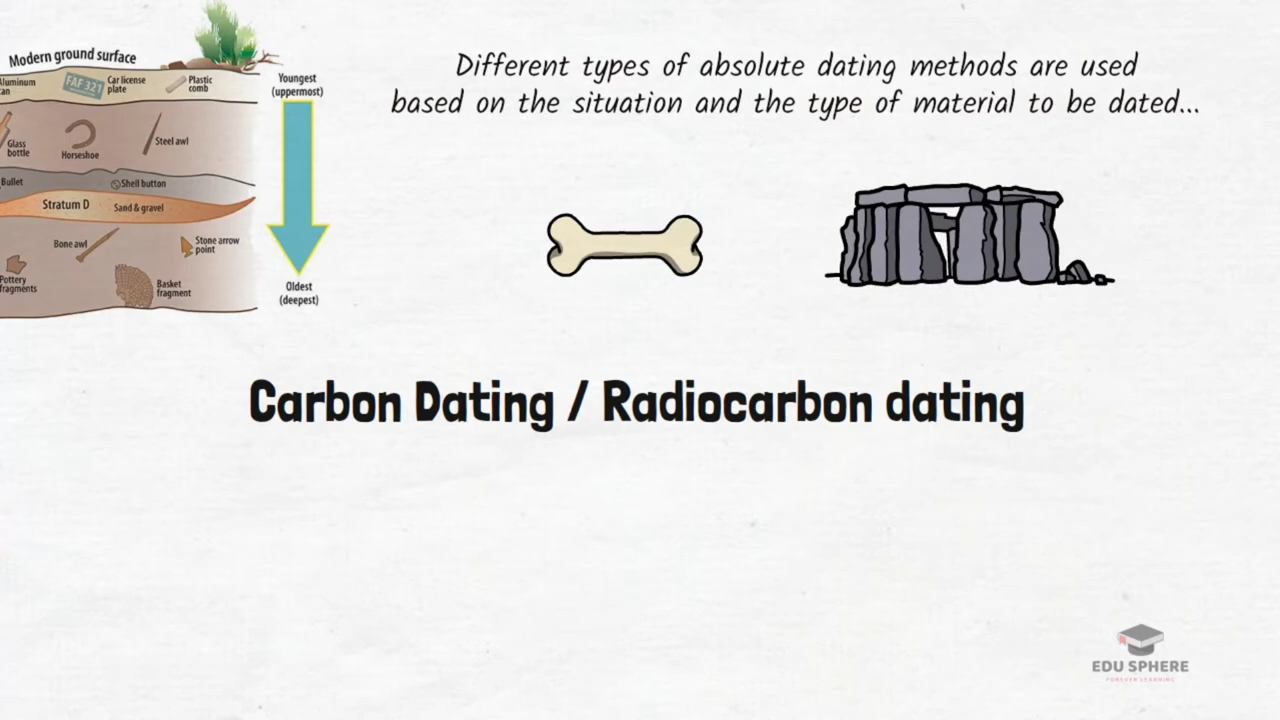 Modern ground surface
Aluminum
can
FAF 321
Car license
plate
Plastic
comb
Youngest
(uppermost)
Glass
bottle
Horseshoe
Steel awl
Bullet
Shell button
Stratum D
Sand & gravel
Bone awl
Stone arrow
point
Pottery
fragments
Basket
fragment
Oldest
(deepest)
Different types of absolute dating methods are used
based on the situation and the type of material to be dated...
Carbon Dating / Radiocarbon dating
EDU SPHERE
FOREVER LEARNING